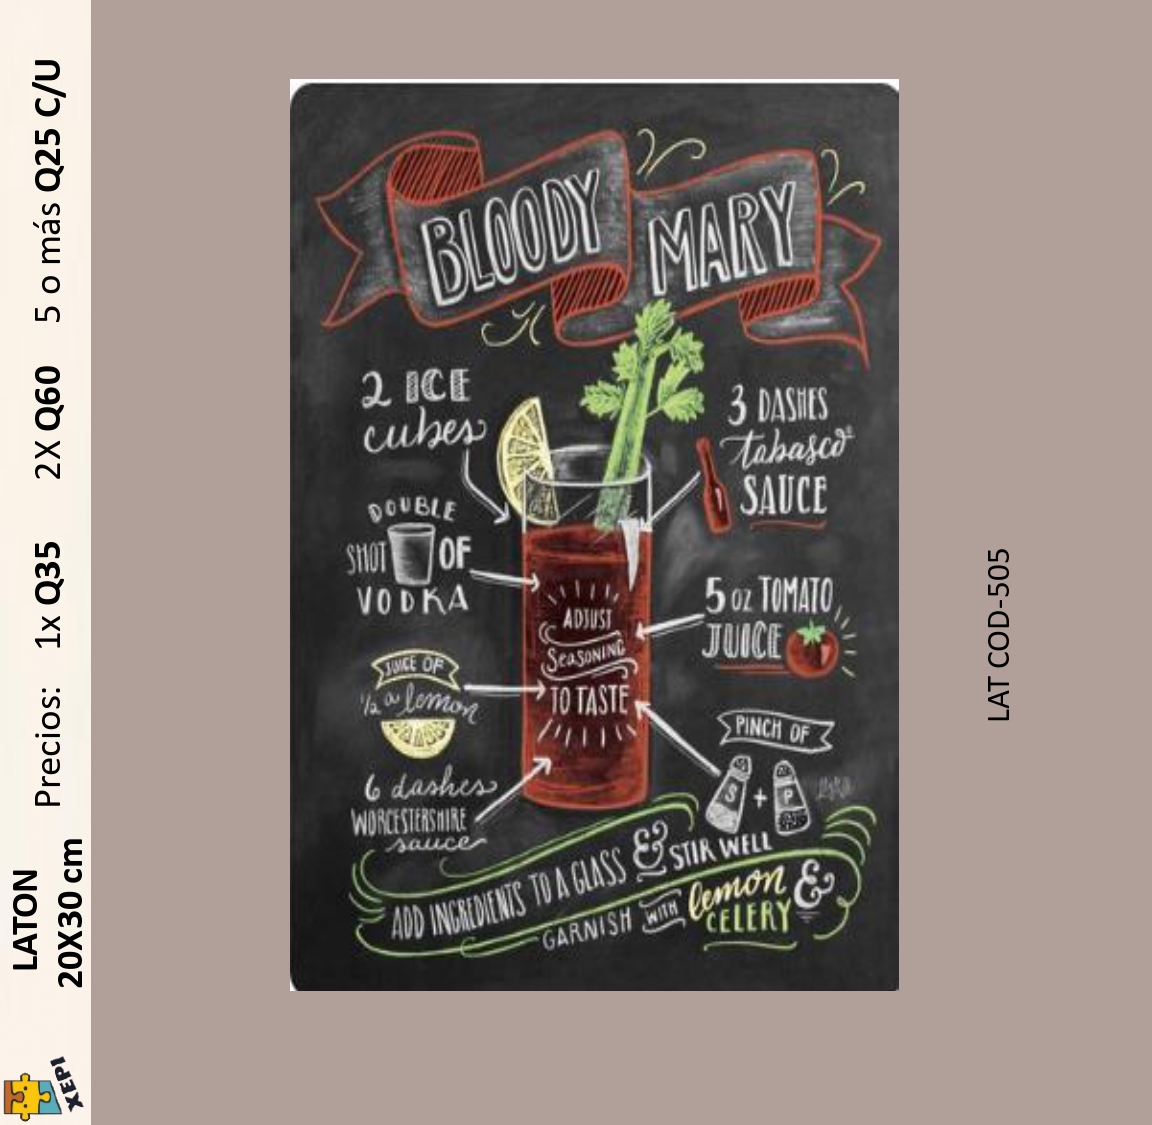 LATON
20X30 cm
Precios: 1x Q35 2X Q60 5 o más Q25 C/U
XEPI
BLOODY MARY
2 ICE
cubes
3 DASHES
tabasco
SAUCE
DOUBLE
SHOT OF
VODKA
5 OZ TOMATO
JUICE
ADJUST
SEASONING
TO TASTE
JUICE OF
1/2 a lemon
PINCH OF
S + P
6 dashes
WORCESTERSHIRE
sauce
ADD INGREDIENTS TO A GLASS & STIR WELL
GARNISH WITH lemon &
CELERY
LAT COD-505